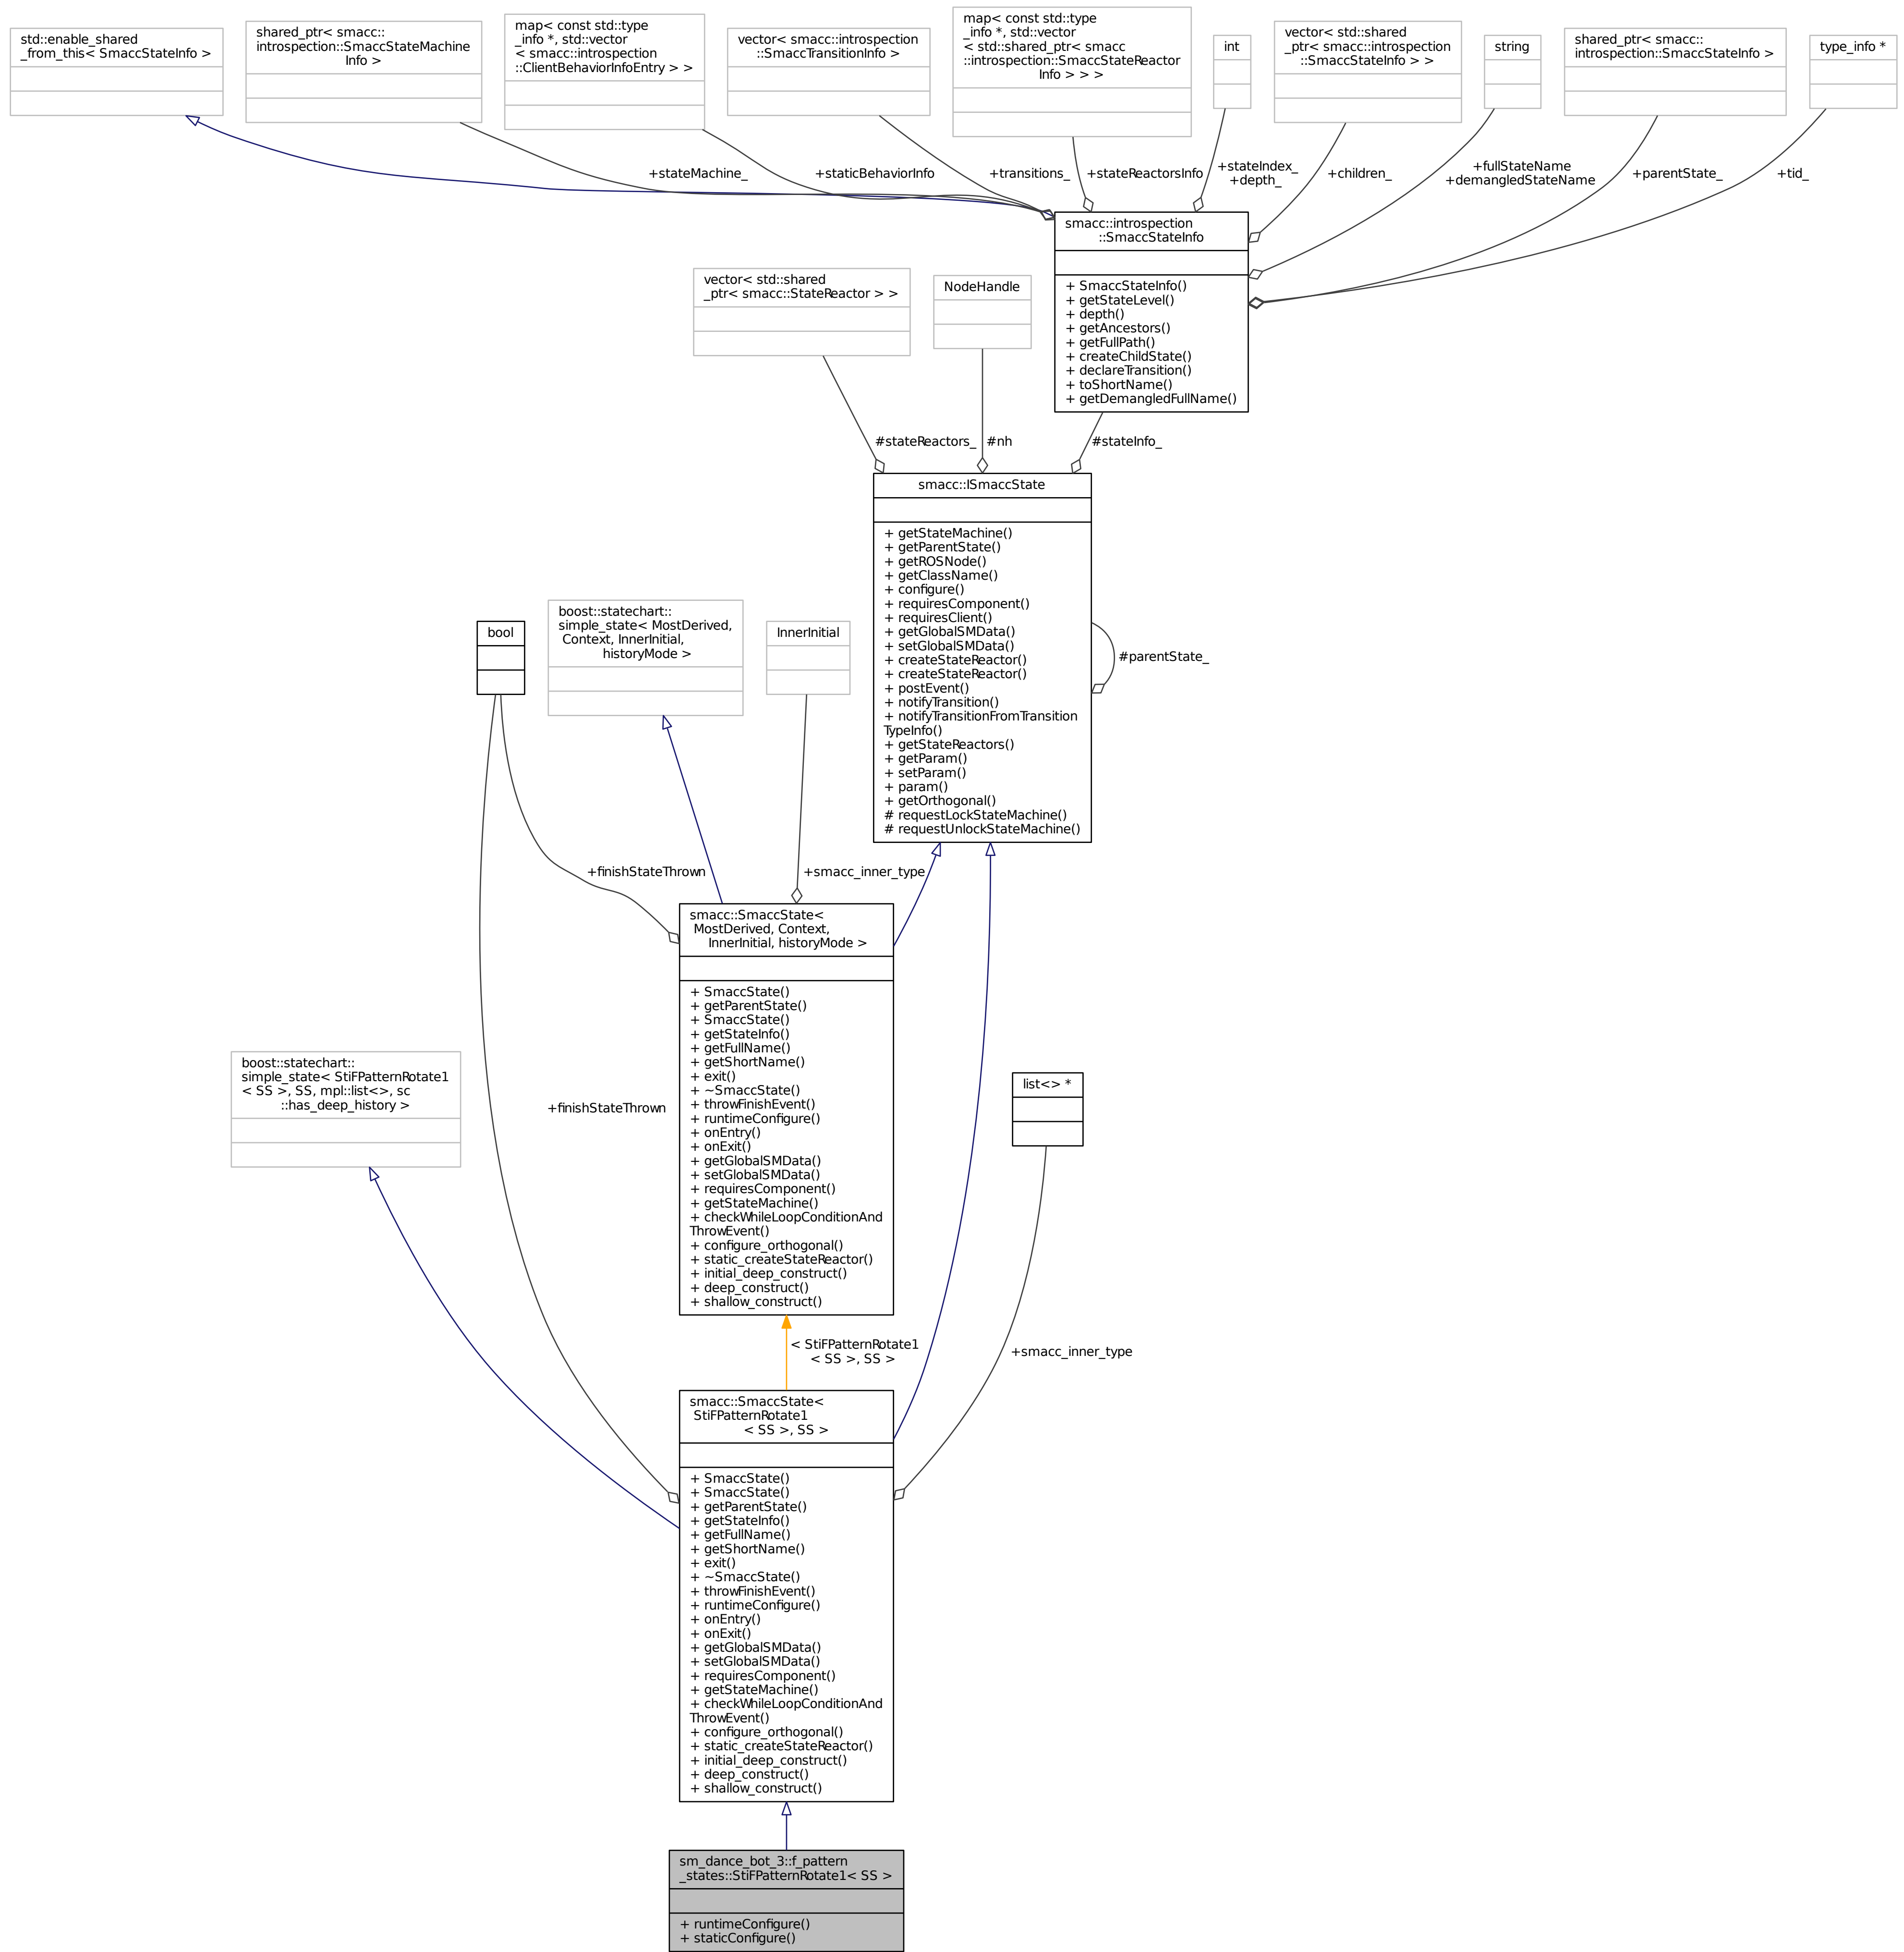 std::enable_shared
_from_this< SmaccStateInfo >
shared_ptr< smacc::
introspection::SmaccStateMachine
Info >
map< const std::type
_info *, std::vector
< smacc::introspection
::ClientBehaviorInfoEntry > >
vector< smacc::introspection
::SmaccTransitionInfo >
map< const std::type
_info *, std::vector
< std::shared_ptr< smacc
::introspection::SmaccStateReactor
Info > > >
int
vector< std::shared
_ptr< smacc::introspection
::SmaccStateInfo > >
string
shared_ptr< smacc::
introspection::SmaccStateInfo >
type_info *
+stateMachine_
+staticBehaviorInfo
+transitions_
+stateReactorsInfo
+stateIndex_
+depth_
+children_
+fullStateName
+demangledStateName
+parentState_
+tid_
smacc::introspection
::SmaccStateInfo
+ SmaccStateInfo()
+ getStateLevel()
+ depth()
+ getAncestors()
+ getFullPath()
+ createChildState()
+ declareTransition()
+ toShortName()
+ getDemangledFullName()
vector< std::shared
_ptr< smacc::StateReactor > >
NodeHandle
#stateReactors_
#nh
#stateInfo_
smacc::ISmaccState
+ getStateMachine()
+ getParentState()
+ getROSNode()
+ getClassName()
+ configure()
+ requiresComponent()
+ requiresClient()
+ getGlobalSMData()
+ setGlobalSMData()
+ createStateReactor()
+ createStateReactor()
+ postEvent()
+ notifyTransition()
+ notifyTransitionFromTransition
TypeInfo()
+ getStateReactors()
+ getParam()
+ setParam()
+ param()
+ getOrthogonal()
# requestLockStateMachine()
# requestUnlockStateMachine()
#parentState_
bool
boost::statechart::
simple_state< MostDerived,
Context, InnerInitial,
historyMode >
InnerInitial
+finishStateThrown
+smacc_inner_type
smacc::SmaccState<
MostDerived, Context,
InnerInitial, historyMode >
+ SmaccState()
+ getParentState()
+ SmaccState()
+ getStateInfo()
+ getFullName()
+ getShortName()
+ exit()
+ ~SmaccState()
+ throwFinishEvent()
+ runtimeConfigure()
+ onEntry()
+ onExit()
+ getGlobalSMData()
+ setGlobalSMData()
+ requiresComponent()
+ getStateMachine()
+ checkWhileLoopConditionAnd
ThrowEvent()
+ configure_orthogonal()
+ static_createStateReactor()
+ initial_deep_construct()
+ deep_construct()
+ shallow_construct()
boost::statechart::
simple_state< StiFPatternRotate1
< SS >, SS, mpl::list<>, sc
::has_deep_history >
+finishStateThrown
list<> *
< StiFPatternRotate1
< SS >, SS >
+smacc_inner_type
smacc::SmaccState<
StiFPatternRotate1
< SS >, SS >
+ SmaccState()
+ SmaccState()
+ getParentState()
+ getStateInfo()
+ getFullName()
+ getShortName()
+ exit()
+ ~SmaccState()
+ throwFinishEvent()
+ runtimeConfigure()
+ onEntry()
+ onExit()
+ getGlobalSMData()
+ setGlobalSMData()
+ requiresComponent()
+ getStateMachine()
+ checkWhileLoopConditionAnd
ThrowEvent()
+ configure_orthogonal()
+ static_createStateReactor()
+ initial_deep_construct()
+ deep_construct()
+ shallow_construct()
sm_dance_bot_3::f_pattern
_states::StiFPatternRotate1< SS >
+ runtimeConfigure()
+ staticConfigure()